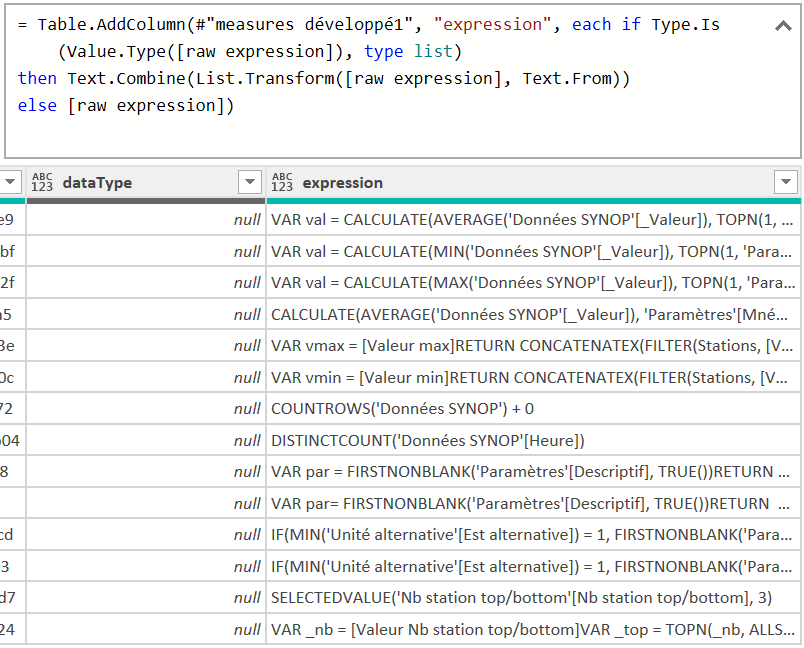 = Table.AddColumn(#"measures développé1", "expression", each if Type.Is
(Value.Type([raw expression]), type list)
then Text.Combine(List.Transform([raw expression], Text.From))
else [raw expression])
ABC 123 dataType ABC 123 expression
e9 null VAR val = CALCULATE(AVERAGE('Données SYNOP'[_Valeur]), TOPN(1, ...
bf null VAR val = CALCULATE(MIN('Données SYNOP'[_Valeur]), TOPN(1, 'Para...
2f null VAR val = CALCULATE(MAX('Données SYNOP'[_Valeur]), TOPN(1, 'Para...
a5 null CALCULATE(AVERAGE('Données SYNOP'[_Valeur]), 'Paramètres'[Mné...
3e null VAR vmax = [Valeur max]RETURN CONCATENATEX(FILTER(Stations, [V...
0c null VAR vmin = [Valeur min]RETURN CONCATENATEX(FILTER(Stations, [V...
72 null COUNTROWS('Données SYNOP') + 0
b04 null DISTINCTCOUNT('Données SYNOP'[Heure])
8 null VAR par = FIRSTNONBLANK('Paramètres'[Descriptif], TRUE())RETURN ...
null VAR par= FIRSTNONBLANK('Paramètres'[Descriptif], TRUE())RETURN ...
cd null IF(MIN('Unité alternative'[Est alternative]) = 1, FIRSTNONBLANK('Para...
3 null IF(MIN('Unité alternative'[Est alternative]) = 1, FIRSTNONBLANK('Para...
d7 null SELECTEDVALUE('Nb station top/bottom'[Nb station top/bottom], 3)
24 null VAR _nb = [Valeur Nb station top/bottom]VAR _top = TOPN(_nb, ALLS...